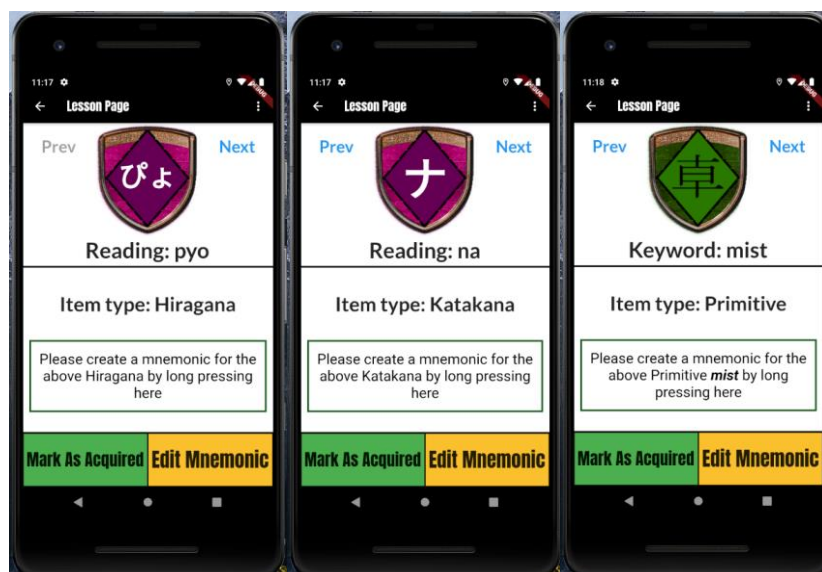 11:17
Lesson Page
Prev
Next
ぴょ
Reading: pyo
Item type: Hiragana
Please create a mnemonic for the
above Hiragana by long pressing
here
Mark As Acquired
Edit Mnemonic
11:17
Lesson Page
Prev
Next
ナ
Reading: na
Item type: Katakana
Please create a mnemonic for the
above Katakana by long pressing
here
Mark As Acquired
Edit Mnemonic
11:18
Lesson Page
Prev
Next
Keyword: mist
Item type: Primitive
Please create a mnemonic for the
above Primitive mist by long
pressing here
Mark As Acquired
Edit Mnemonic